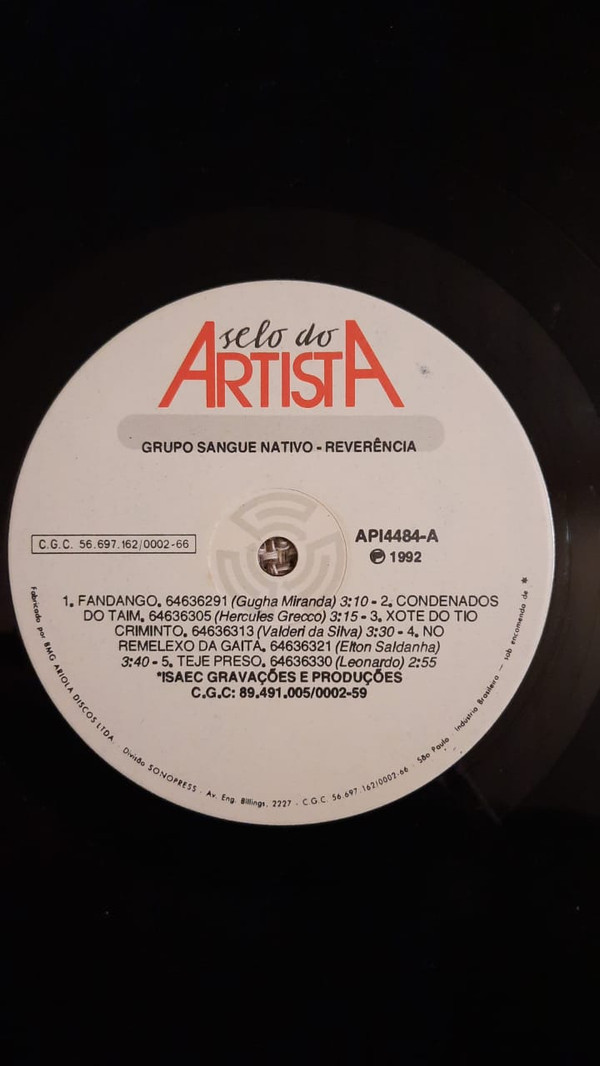 selo do
ARTISTA
GRUPO SANGUE NATIVO - REVERÊNCIA
C.G.C. 56.697.162/0002-66
API4484-A
Ⓟ 1992
1. FANDANGO. 64636291 (Gugha Miranda) 3:10 - 2. CONDENADOS
DO TAIM. 64636305 (Hercules Grecco) 3:15 - 3. XOTE DO TIO
CRIMINTO. 64636313 (Valderi da Silva) 3:30 - 4. NO
REMELEXO DA GAITA. 64636321 (Elton Saldanha)
3:40 - 5. TEJE PRESO. 64636330 (Leonardo) 2:55
*ISAEC GRAVAÇÕES E PRODUÇÕES
C.G.C: 89.491.005/0002-59
Fabricado por BMG ARIOLA DISCOS LTDA. Divisão SONOPRESS - Av. Eng. Billings, 2227 - C.G.C. 56.697.162/0002-66 - São Paulo - Indústria Brasileira - sob encomenda de *